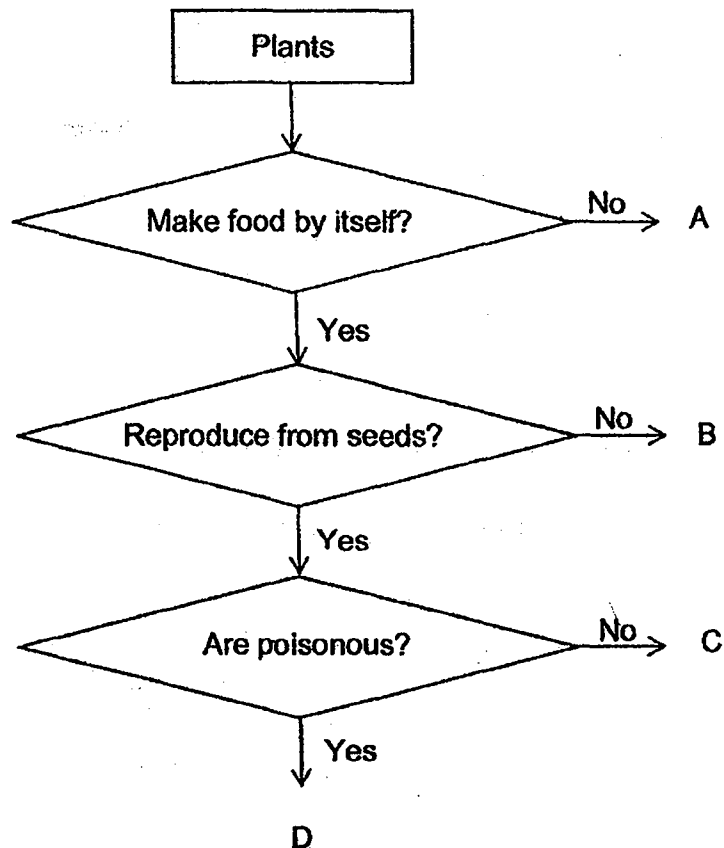 Plants
Make food by itself?
No
A
Yes
Reproduce from seeds?
No
B
Yes
Are poisonous?
No
C
Yes
D